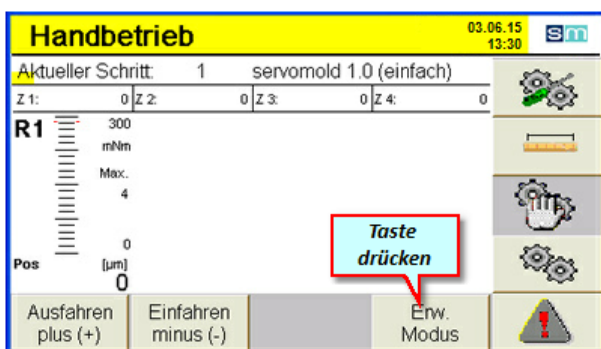 Handbetrieb
03.06.15
13:30
sm
Aktueller Schritt: 1 servomold 1.0 (einfach)
Z 1: 0 Z 2: 0 Z 3: 0 Z 4: 0
R1
300
mNm
Max.
4
0
Pos [µm]
0
Taste
drücken
Ausfahren
plus (+)
Einfahren
minus (-)
Erw.
Modus